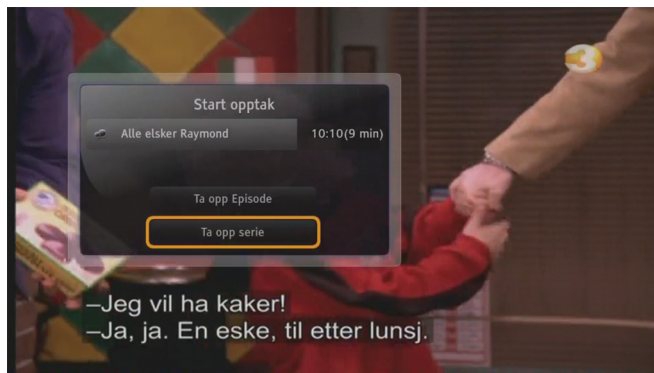 3
Start opptak
Alle elsker Raymond 10:10(9 min)
Ta opp Episode
Ta opp serie
–Jeg vil ha kaker!
–Ja, ja. En eske, til etter lunsj.